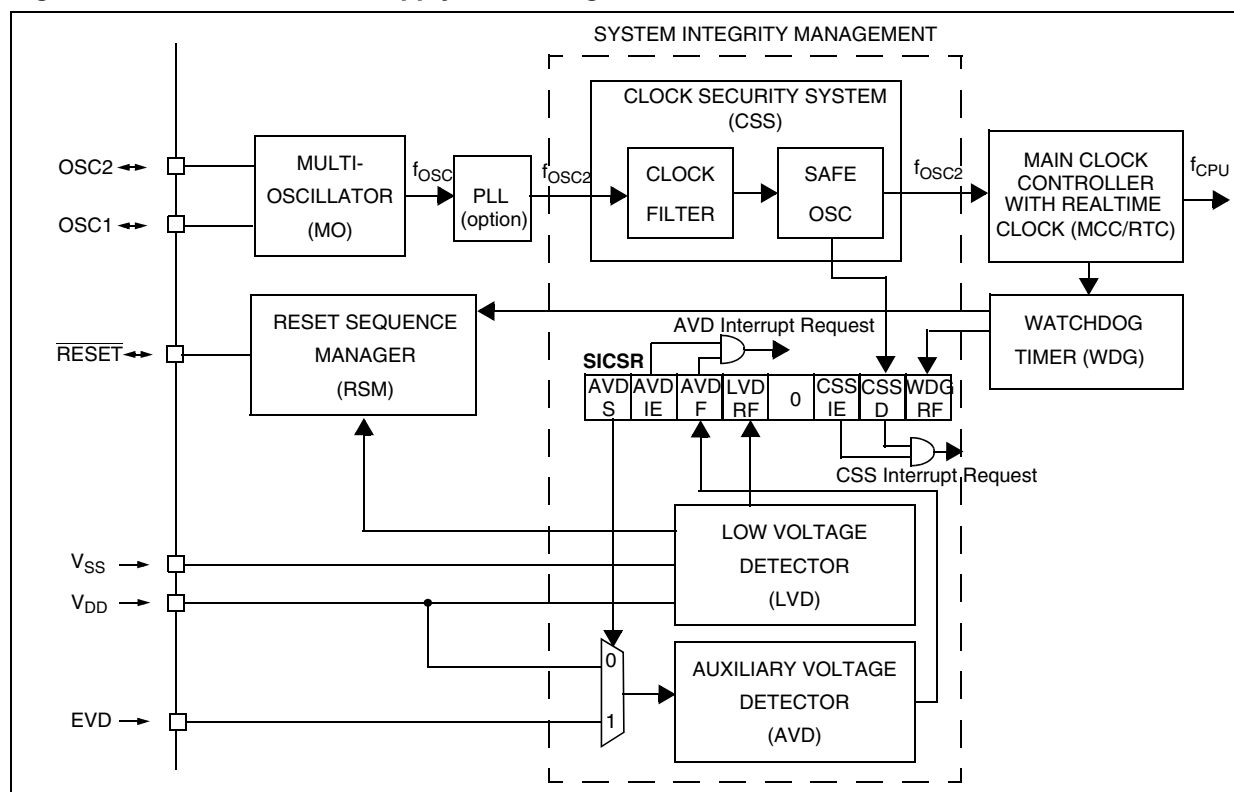 SYSTEM INTEGRITY MANAGEMENT
CLOCK SECURITY SYSTEM
(CSS)
OSC2
OSC1
MULTI-
OSCILLATOR
(MO)
fOSC
PLL
(option)
fOSC2
CLOCK
FILTER
SAFE
OSC
fOSC2
MAIN CLOCK
CONTROLLER
WITH REALTIME
CLOCK (MCC/RTC)
fCPU
RESET
RESET SEQUENCE
MANAGER
(RSM)
AVD Interrupt Request
WATCHDOG
TIMER (WDG)
SICSR
AVD AVD AVD LVD 0 CSS CSS WDG
S IE F RF IE D RF
CSS Interrupt Request
LOW VOLTAGE
DETECTOR
(LVD)
VSS
VDD
0
1
AUXILIARY VOLTAGE
DETECTOR
(AVD)
EVD